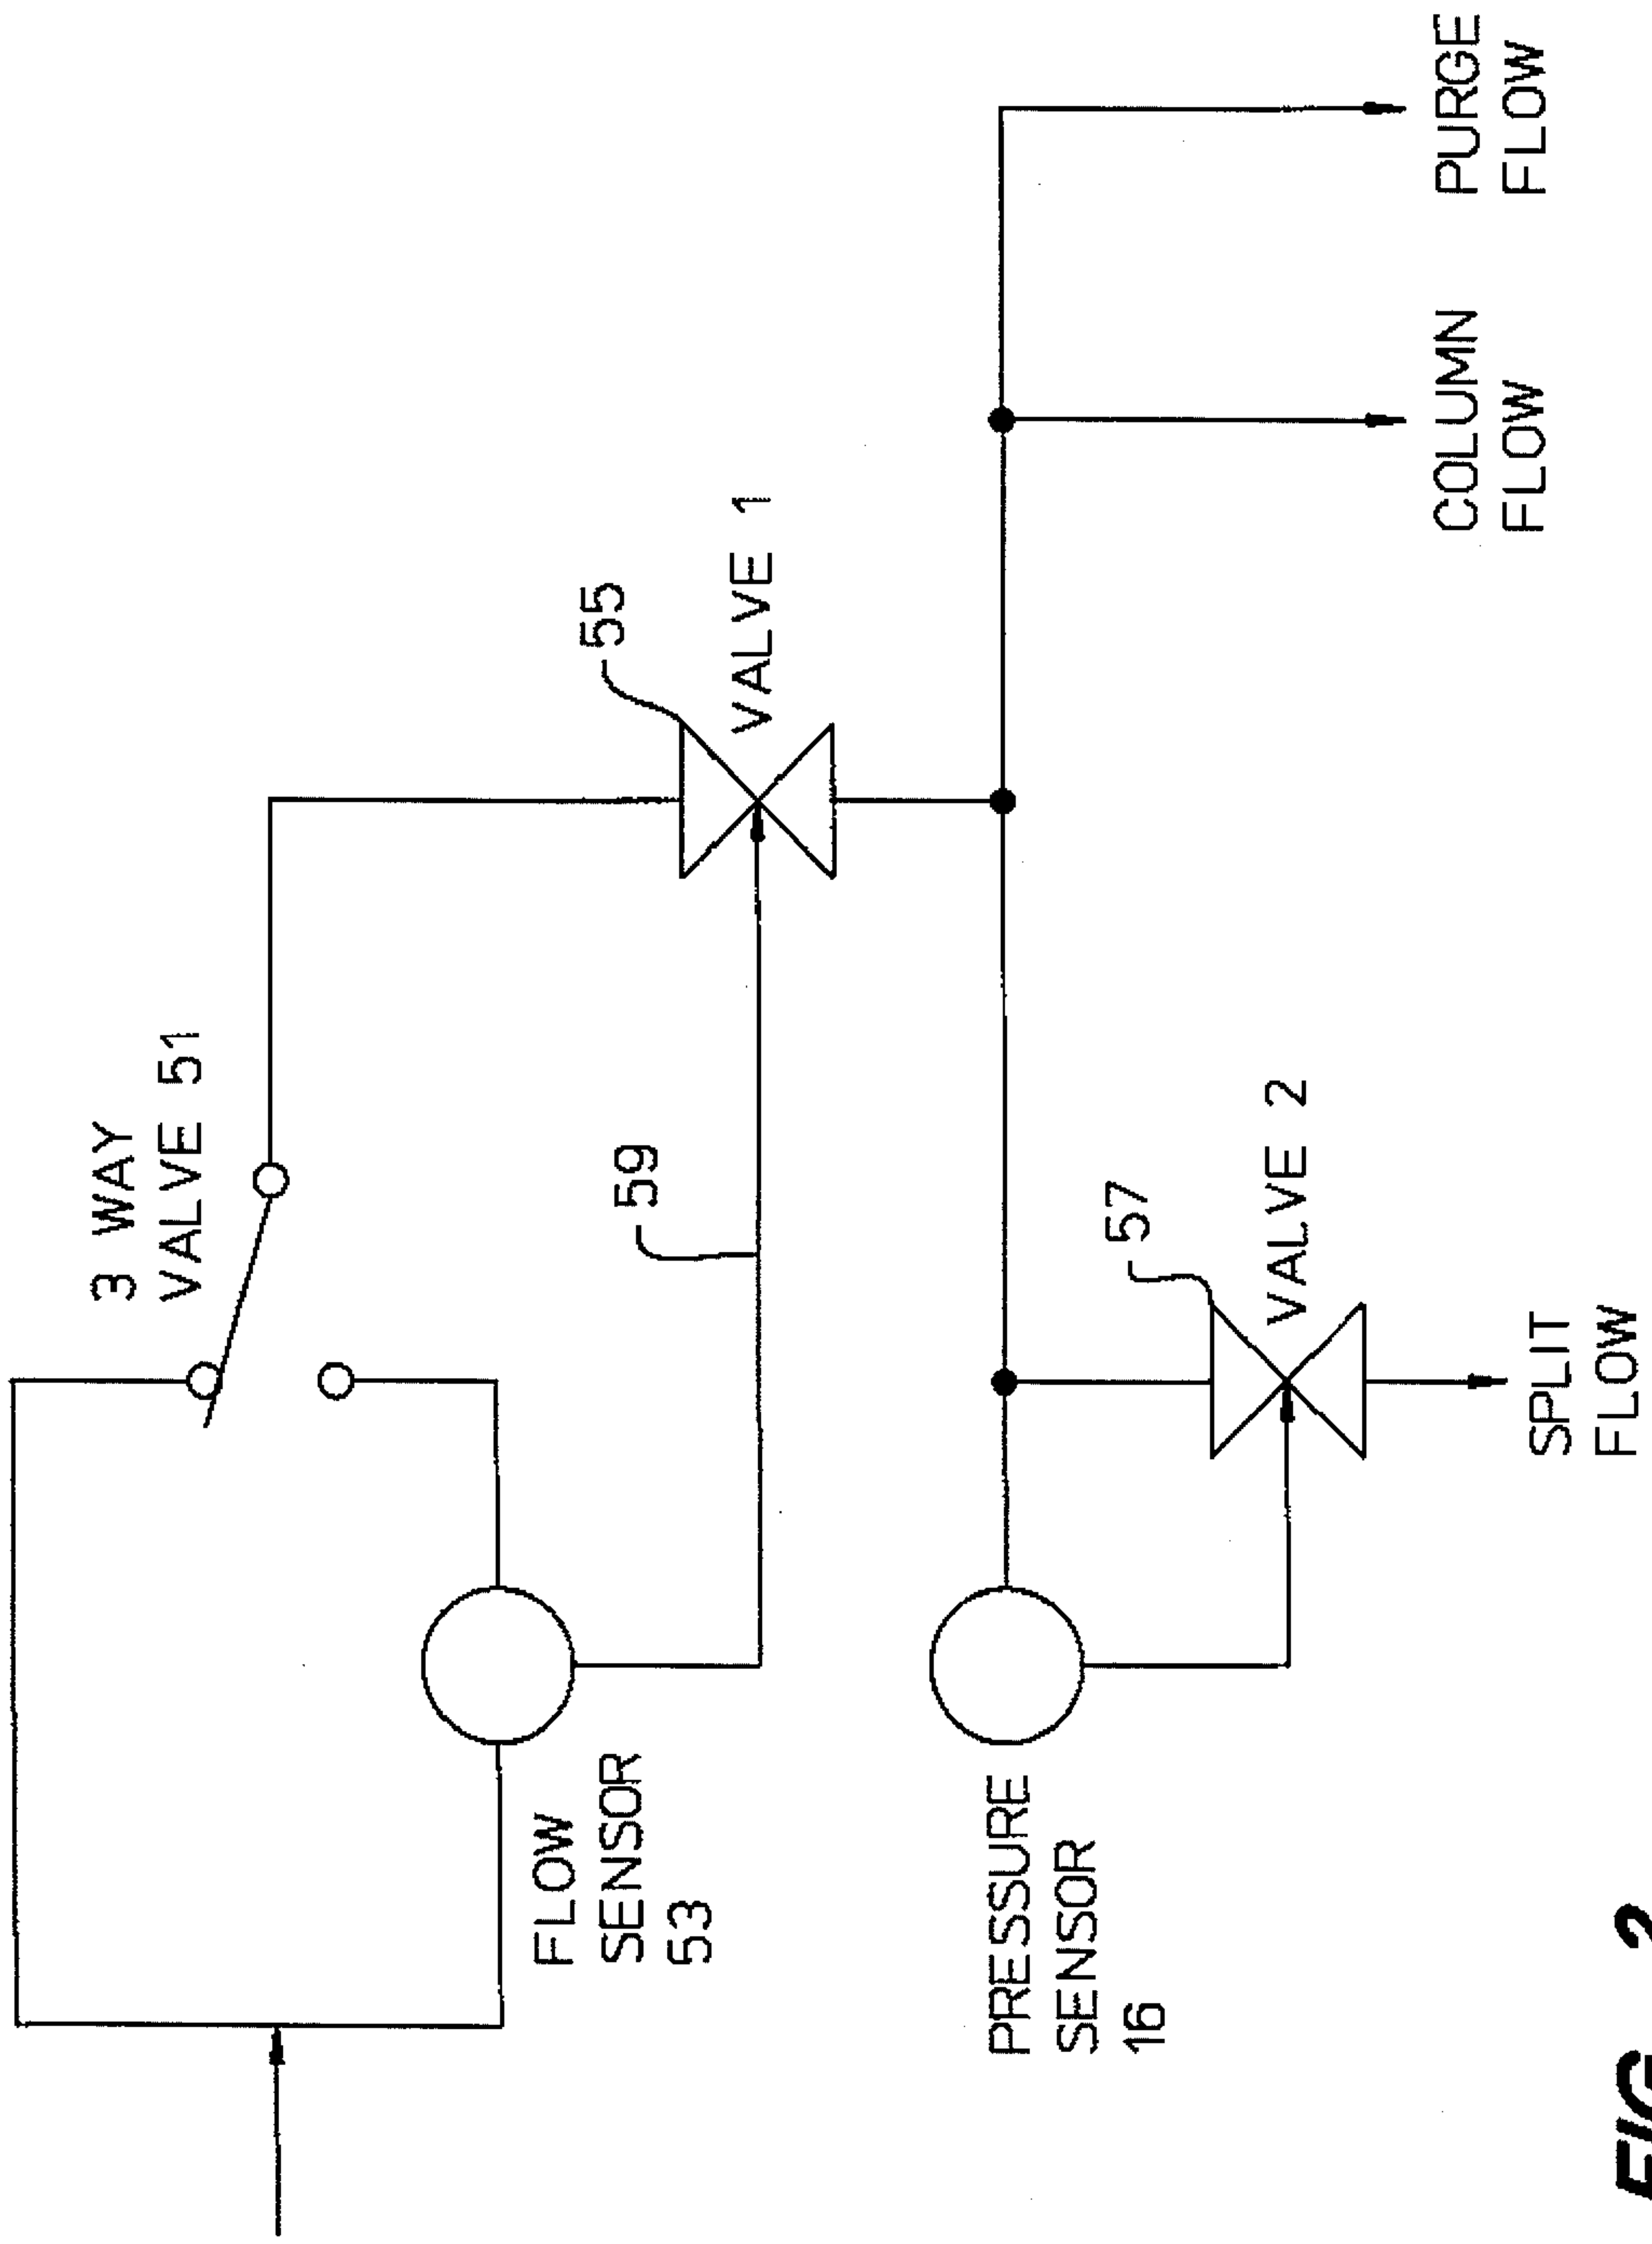 3 WAY
VALVE 51
FLOW
SENSOR
53
59
55
VALVE 1
PRESSURE
SENSOR
16
57
VALVE 2
SPLIT
FLOW
COLUMN
FLOW
PURGE
FLOW
FIG 2